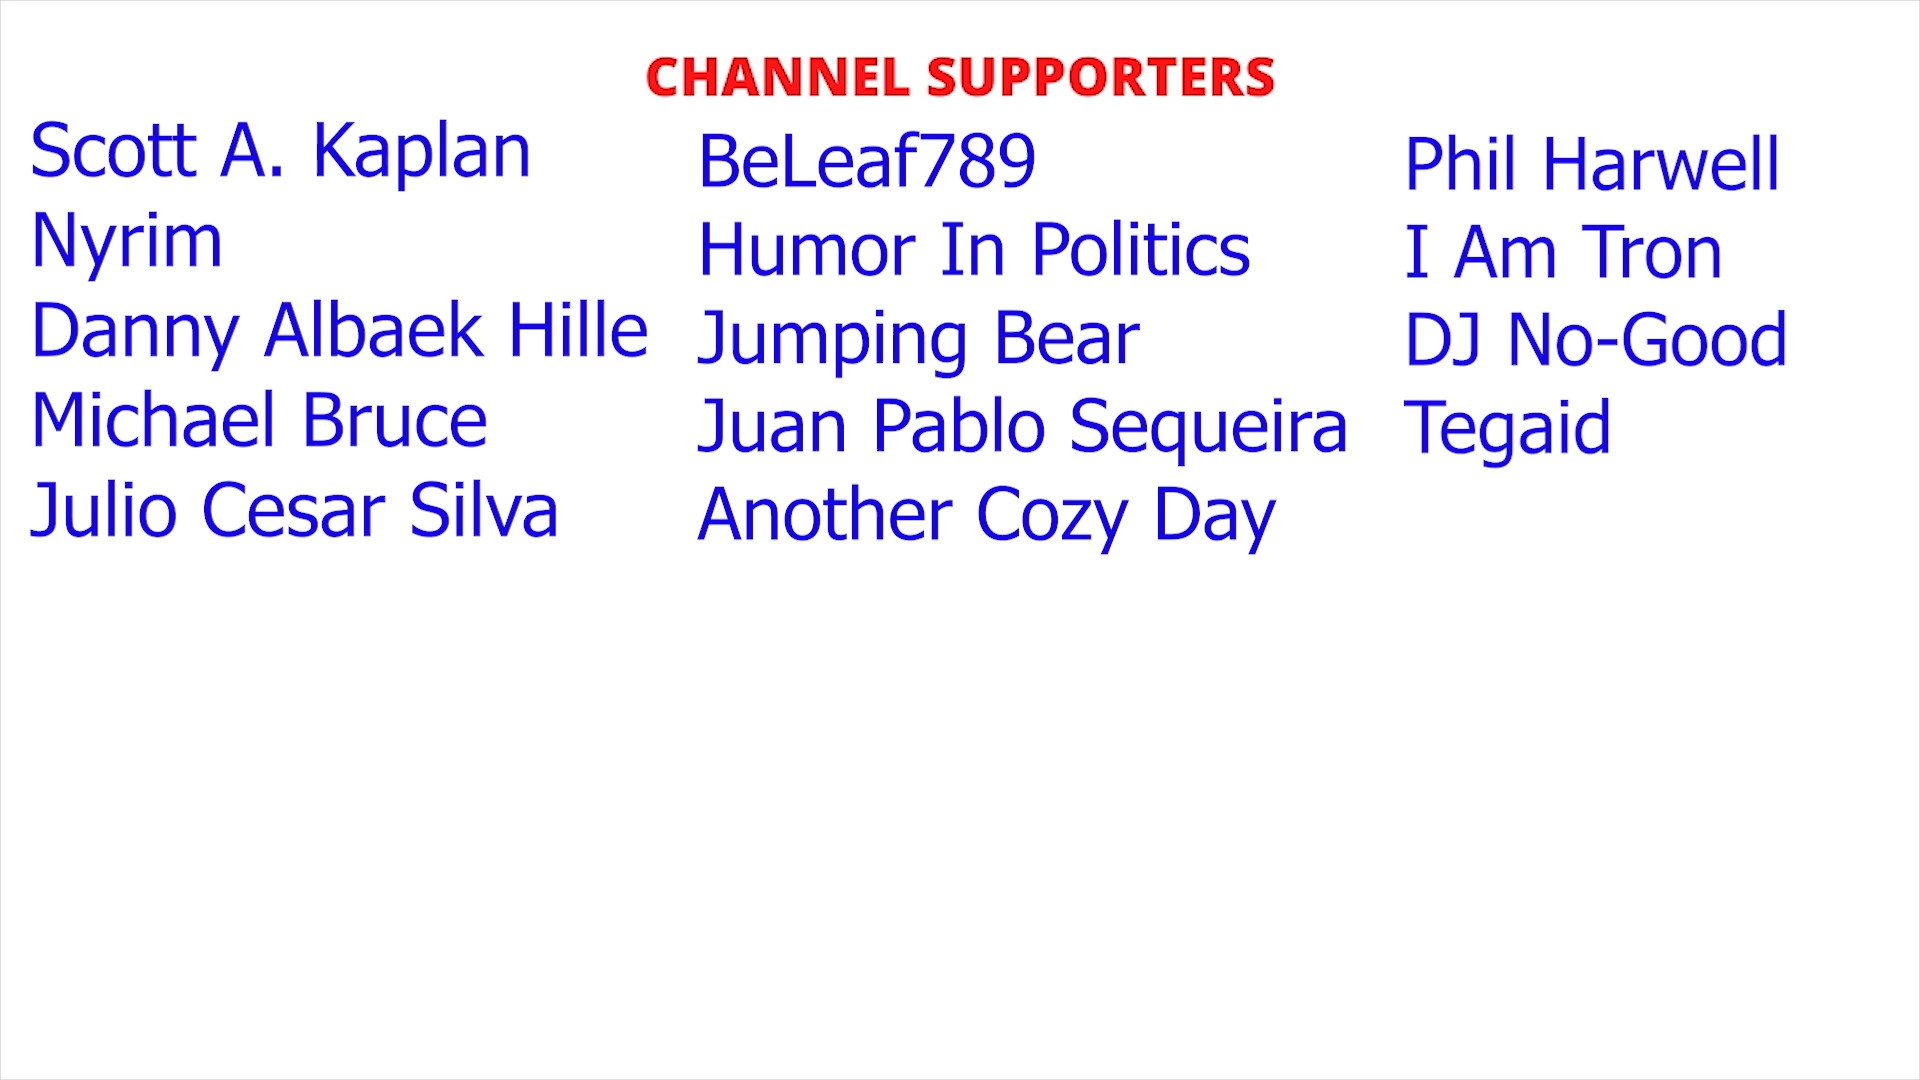 CHANNEL SUPPORTERS
Scott A. Kaplan
Nyrim
Danny Albaek Hille
Michael Bruce
Julio Cesar Silva
BeLeaf789
Humor In Politics
Jumping Bear
Juan Pablo Sequeira
Another Cozy Day
Phil Harwell
I Am Tron
DJ No-Good
Tegaid